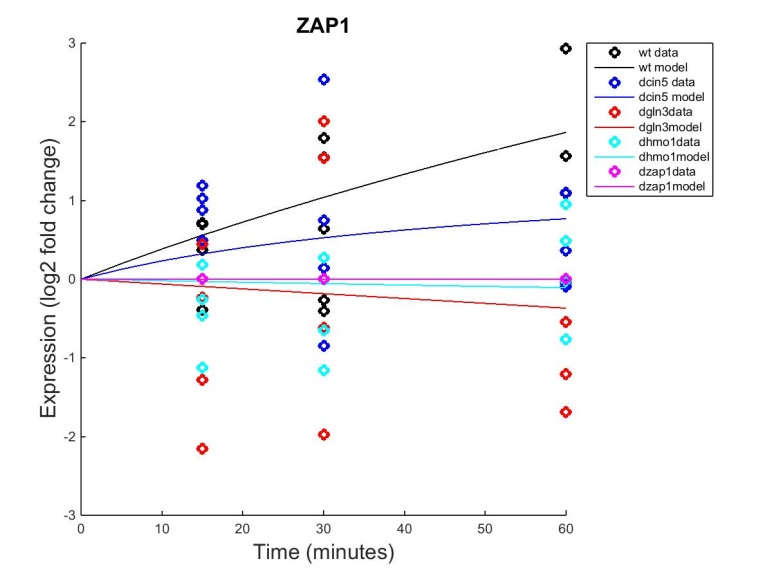 ZAP1
3
2
1
0
-1
-2
-3
Expression (log2 fold change)
0 10 20 30 40 50 60
Time (minutes)
wt data
wt model
dcin5 data
dcin5 model
dgln3data
dgln3model
dhmo1data
dhmo1model
dzap1data
dzap1model